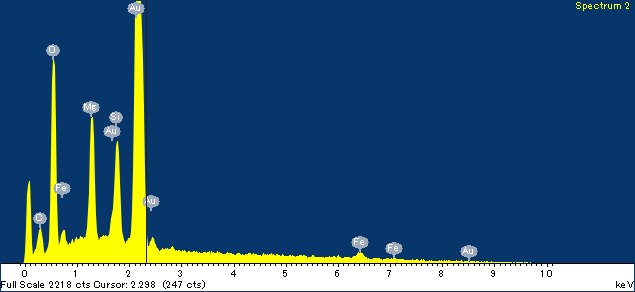 Spectrum 2
Au
O
Mg
Si
Au
Fe
Au
O
Fe
Fe
Au
0 1 2 3 4 5 6 7 8 9 10
Full Scale 2218 cts Cursor: 2.298 (247 cts) keV